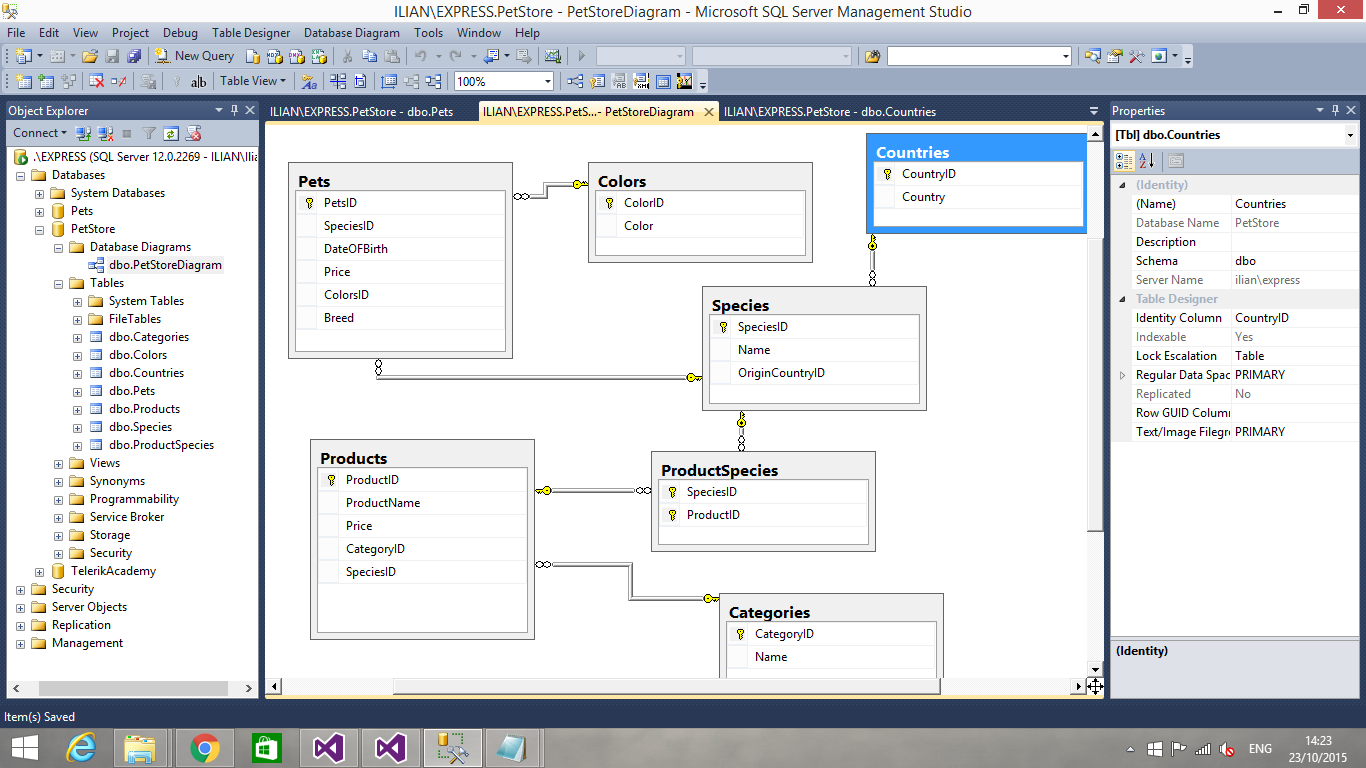 ILIAN\EXPRESS.PetStore - PetStoreDiagram - Microsoft SQL Server Management Studio
File Edit View Project Debug Table Designer Database Diagram Tools Window Help
New Query
ab| Table View 100%
Object Explorer
Connect
.\EXPRESS (SQL Server 12.0.2269 - ILIAN\Ilia
Databases
System Databases
Pets
PetStore
Database Diagrams
dbo.PetStoreDiagram
Tables
System Tables
FileTables
dbo.Categories
dbo.Colors
dbo.Countries
dbo.Pets
dbo.Products
dbo.Species
dbo.ProductSpecies
Views
Synonyms
Programmability
Service Broker
Storage
Security
TelerikAcademy
Security
Server Objects
Replication
Management
ILIAN\EXPRESS.PetStore - dbo.Pets
ILIAN\EXPRESS.PetS...- PetStoreDiagram
ILIAN\EXPRESS.PetStore - dbo.Countries
Pets
PetsID
SpeciesID
DateOFBirth
Price
ColorsID
Breed
Colors
ColorID
Color
Countries
CountryID
Country
Species
SpeciesID
Name
OriginCountryID
Products
ProductID
ProductName
Price
CategoryID
SpeciesID
ProductSpecies
SpeciesID
ProductID
Categories
CategoryID
Name
Properties
[Tbl] dbo.Countries
(Identity)
(Name) Countries
Database Name PetStore
Description
Schema dbo
Server Name ilian\express
Table Designer
Identity Column CountryID
Indexable Yes
Lock Escalation Table
Regular Data Spac PRIMARY
Replicated No
Row GUID Column
Text/Image Filegr PRIMARY
(Identity)
Item(s) Saved
ENG
14:23
23/10/2015